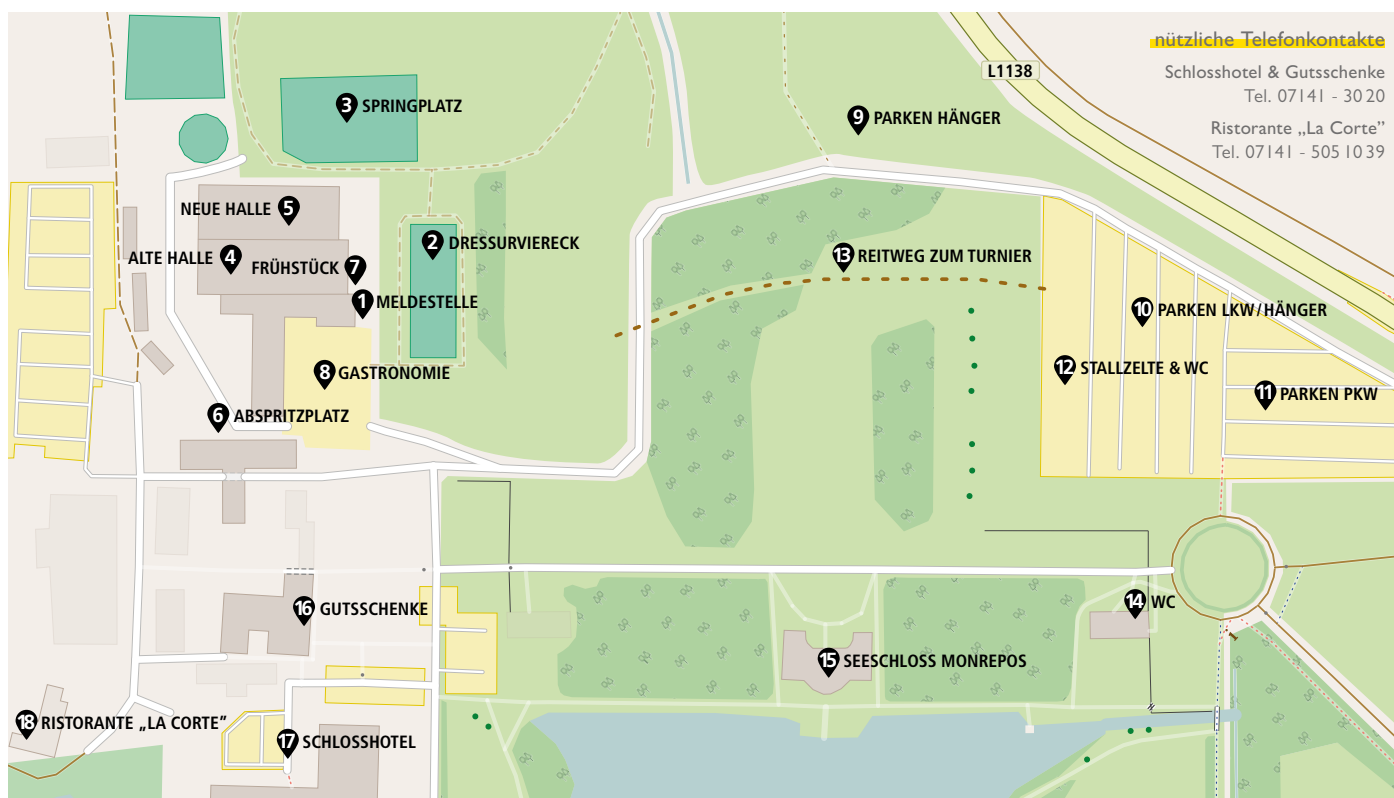 nützliche Telefonkontakte
Schlosshotel & Gutsschenke
Tel. 07141 - 30 20
Ristorante „La Corte”
Tel. 07141 - 505 10 39
L1138
3 SPRINGPLATZ
9 PARKEN HÄNGER
NEUE HALLE 5
2 DRESSURVIERECK
ALTE HALLE 4
FRÜHSTÜCK 7
13 REITWEG ZUM TURNIER
1 MELDESTELLE
10 PARKEN LKW/HÄNGER
8 GASTRONOMIE
12 STALLZELTE & WC
11 PARKEN PKW
6 ABSPRITZPLATZ
16 GUTSSCHENKE
14 WC
15 SEESCHLOSS MONREPOS
18 RISTORANTE „LA CORTE”
17 SCHLOSSHOTEL